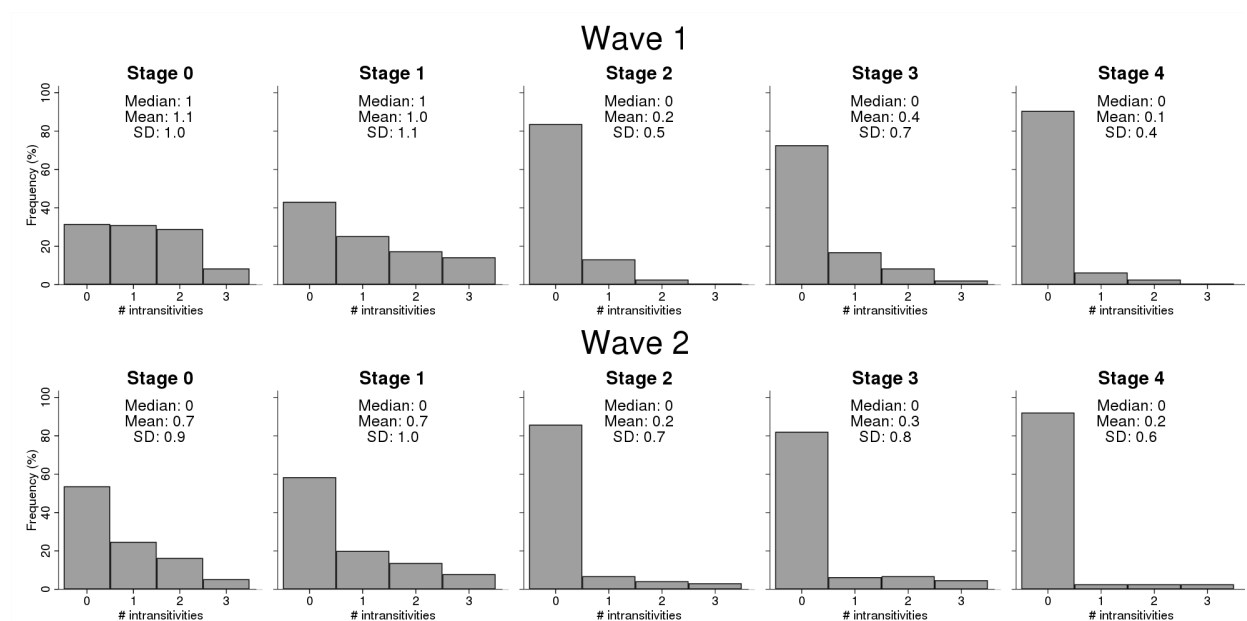 Wave 1
Stage 0
Median: 1
Mean: 1.1
SD: 1.0
Frequency (%)
0
20
40
60
80
100
0 1 2 3
# intransitivities
Stage 1
Median: 1
Mean: 1.0
SD: 1.1
0 1 2 3
# intransitivities
Stage 2
Median: 0
Mean: 0.2
SD: 0.5
0 1 2 3
# intransitivities
Stage 3
Median: 0
Mean: 0.4
SD: 0.7
0 1 2 3
# intransitivities
Stage 4
Median: 0
Mean: 0.1
SD: 0.4
0 1 2 3
# intransitivities
Wave 2
Stage 0
Median: 0
Mean: 0.7
SD: 0.9
Frequency (%)
0
20
40
60
80
100
0 1 2 3
# intransitivities
Stage 1
Median: 0
Mean: 0.7
SD: 1.0
0 1 2 3
# intransitivities
Stage 2
Median: 0
Mean: 0.2
SD: 0.7
0 1 2 3
# intransitivities
Stage 3
Median: 0
Mean: 0.3
SD: 0.8
0 1 2 3
# intransitivities
Stage 4
Median: 0
Mean: 0.2
SD: 0.6
0 1 2 3
# intransitivities